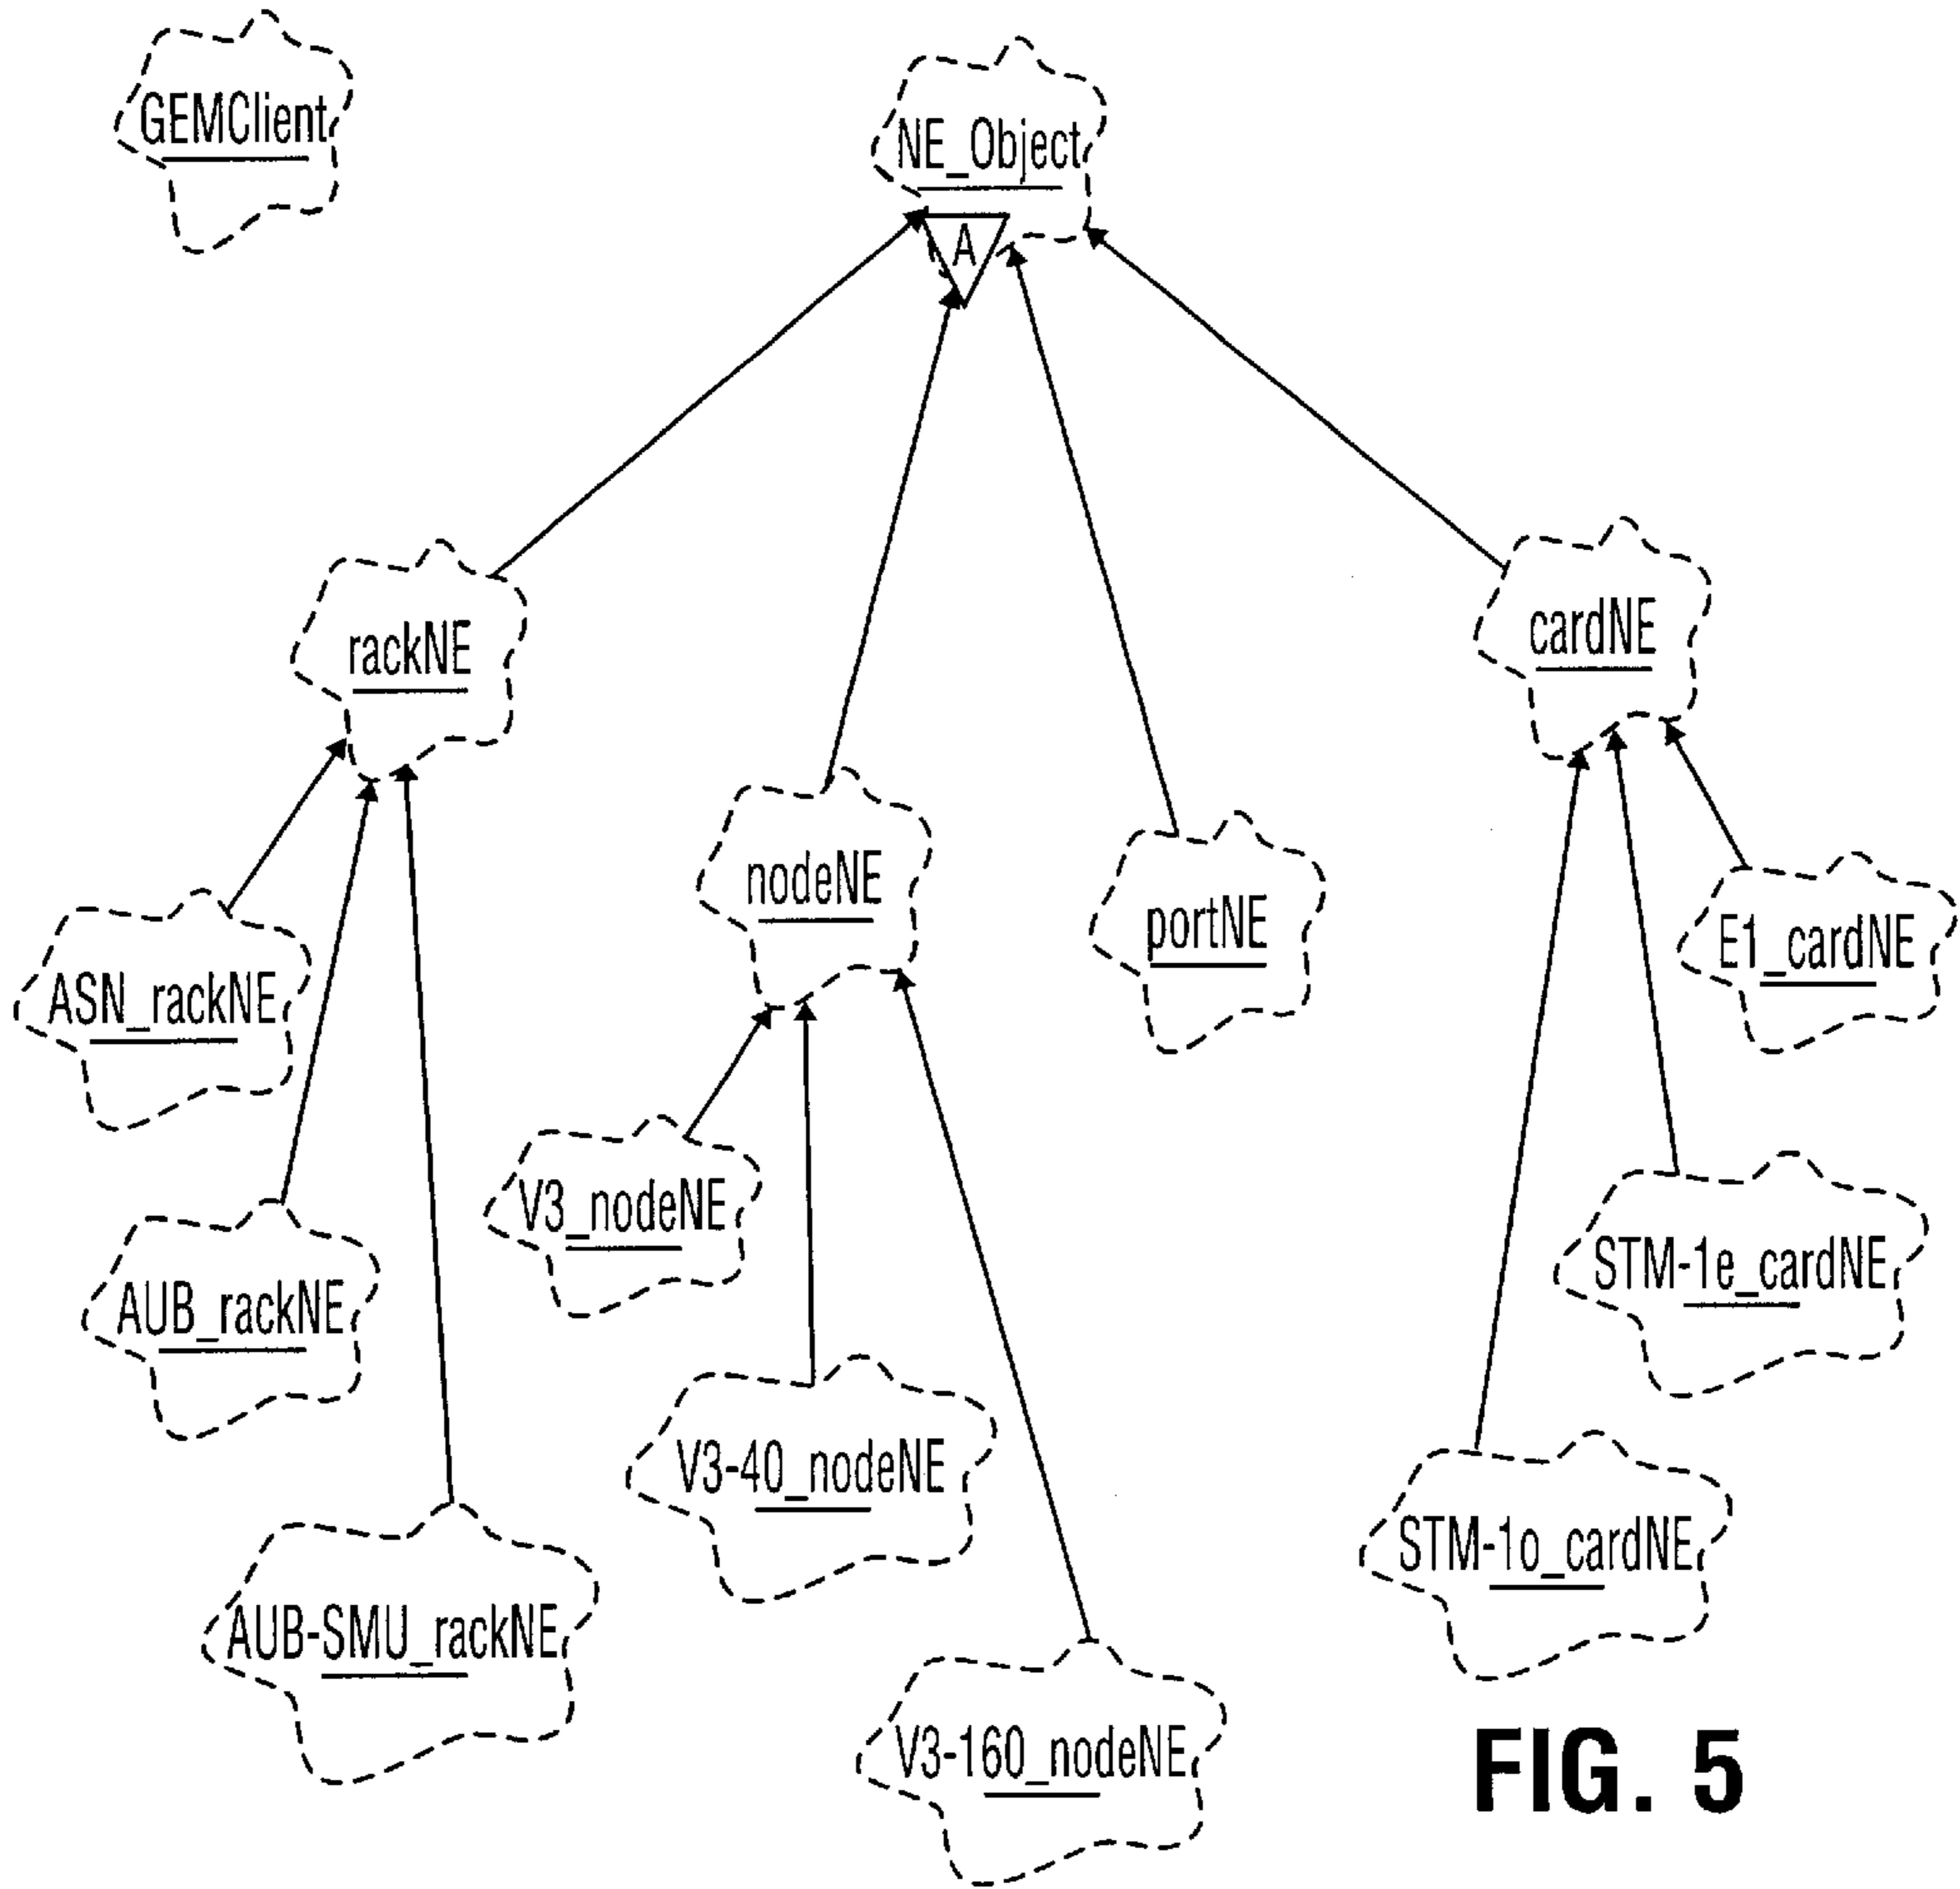 GEMClient
NE_Object
A
rackNE
cardNE
nodeNE
portNE
E1_cardNE
ASN_rackNE
V3_nodeNE
STM-1e_cardNE
AUB_rackNE
V3-40_nodeNE
STM-1o_cardNE
AUB-SMU_rackNE
V3-160_nodeNE
FIG. 5